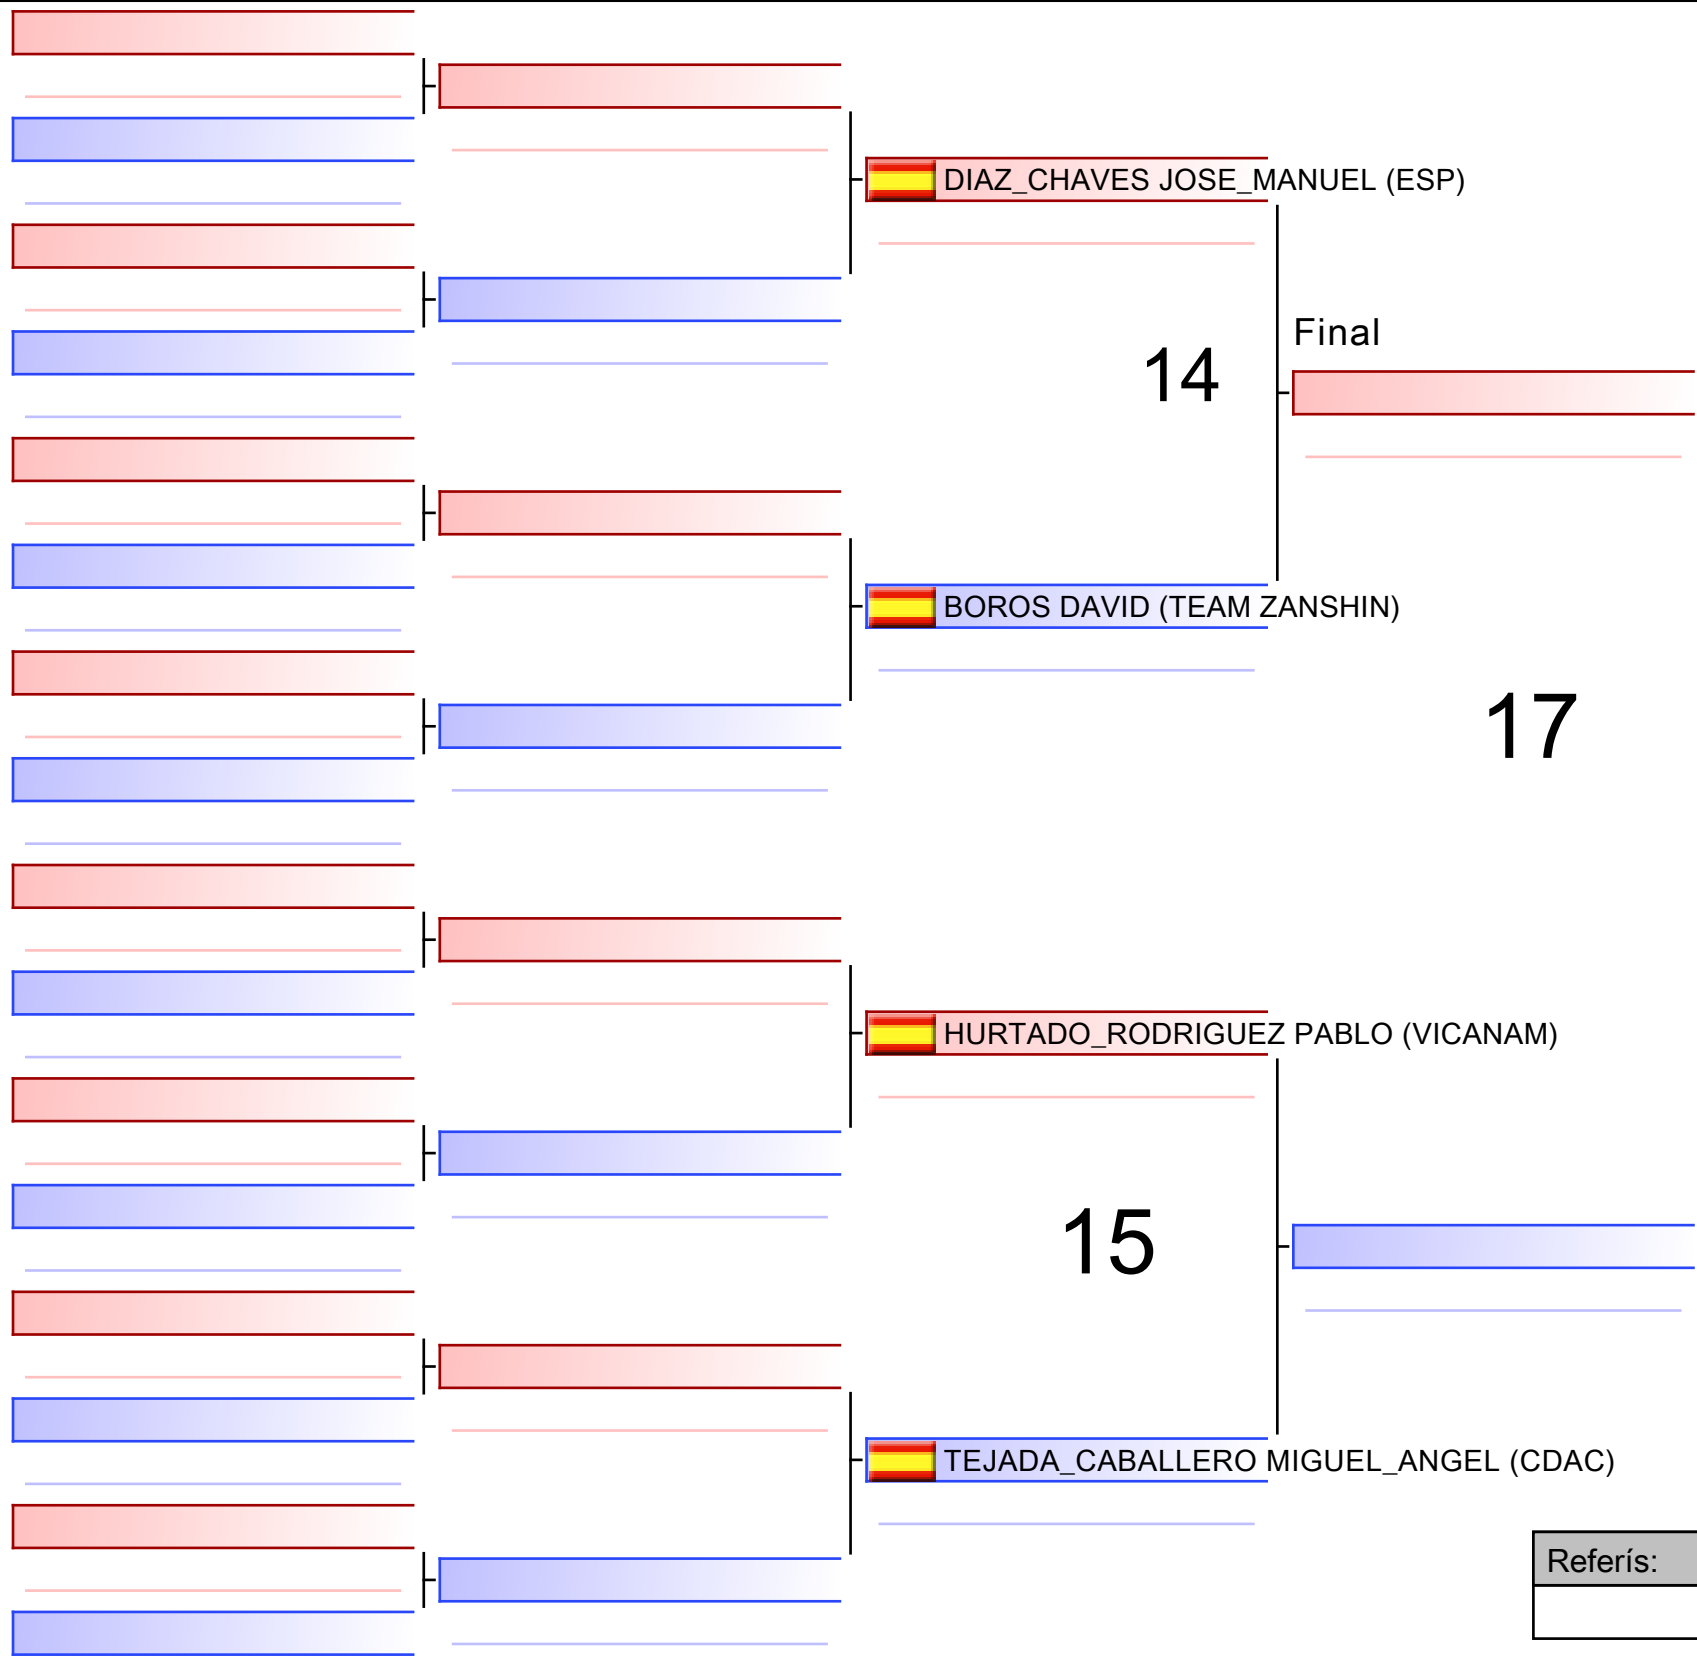 DIAZ_CHAVES JOSE_MANUEL (ESP)
Final
14
BOROS DAVID (TEAM ZANSHIN)
17
HURTADO_RODRIGUEZ PABLO (VICANAM)
15
TEJADA_CABALLERO MIGUEL_ANGEL (CDAC)
Referís: